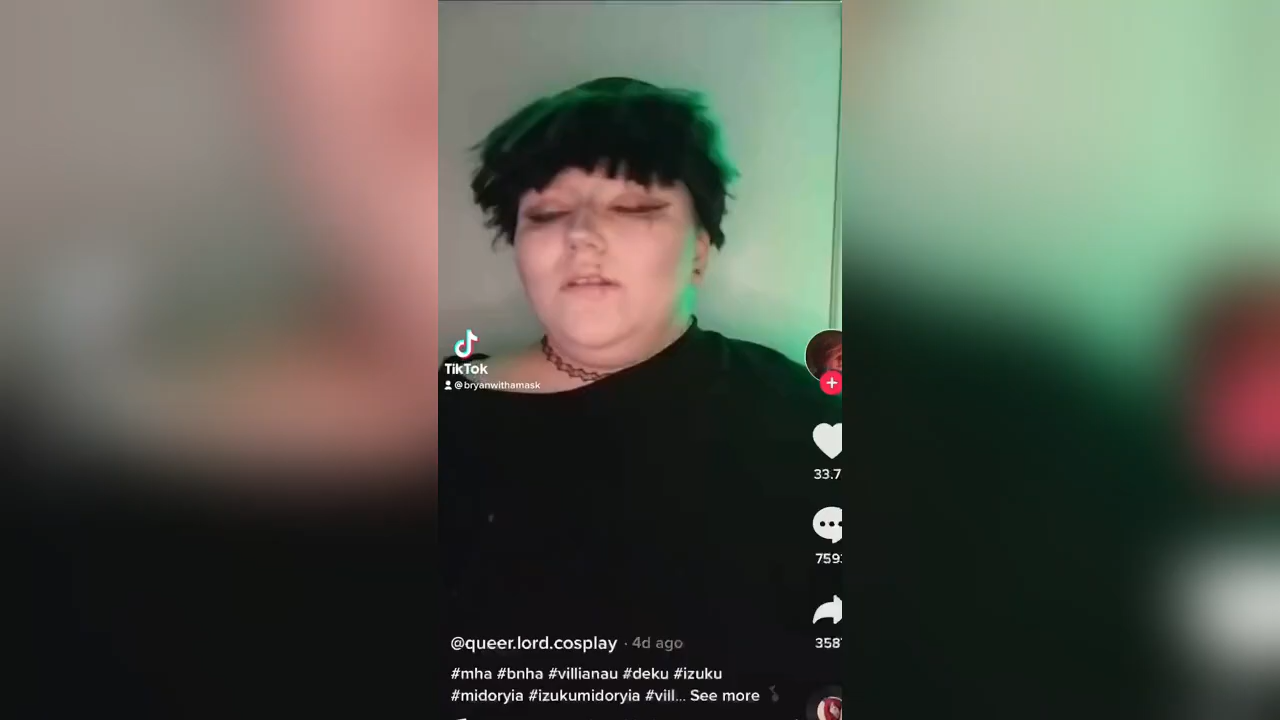 TikTok
@bryanwithamask
33.7
759
358
@queer.lord.cosplay · 4d ago
#mha #bnha #villianau #deku #izuku
#midoryia #izukumidoryia #vill... See more